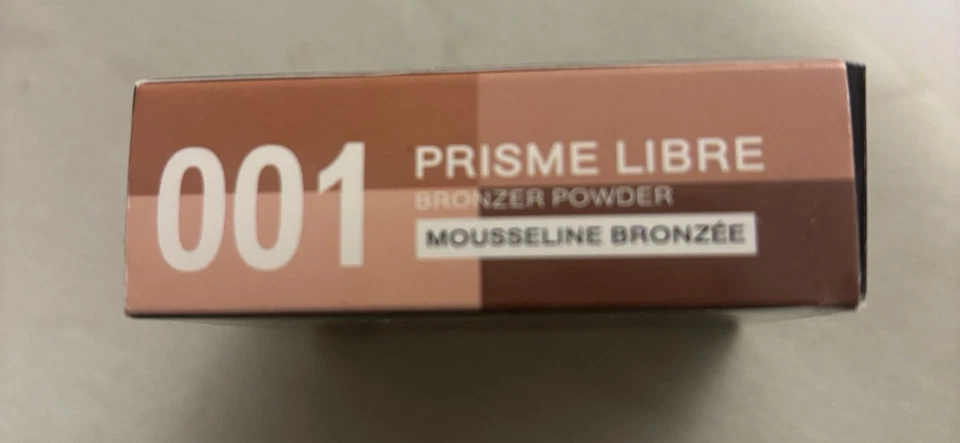 001
PRISME LIBRE
BRONZER POWDER
MOUSSELINE BRONZÉE